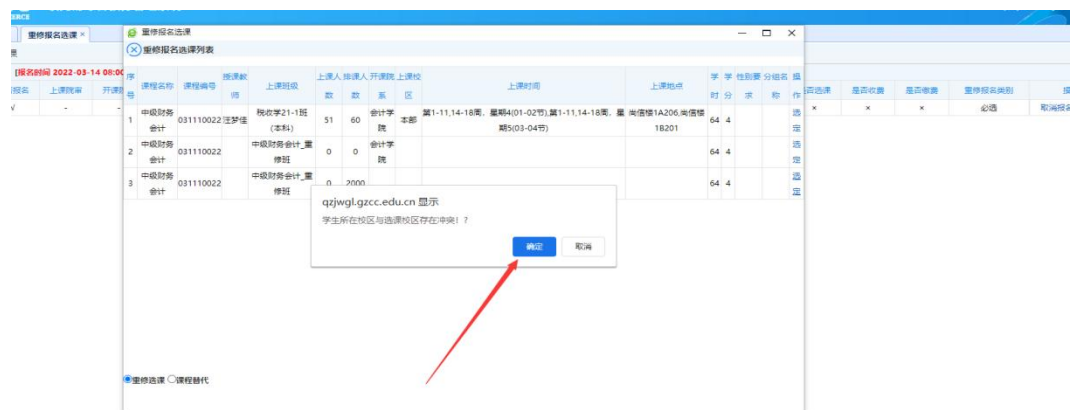 ERCE
重修报名选课 ×
重修报名选课
重修报名选课列表
[报名时间 2022-03-14 08:00
报名 上课院审 开课
√ - -
序号 课程名称 课程编号 授课教师 上课班级 上课人数 排课人数 开课院系 上课校区 上课时间 上课地点 学时 学分 性别要求 分组名称 操作
1 中级财务会计 031110022 汪梦佳 税收学21-1班(本科) 51 60 会计学院 本部 第1-11,14-18周, 星期4(01-02节),第1-11,14-18周, 星期5(03-04节) 尚信楼1A206,尚信楼1B201 64 4 选定
2 中级财务会计 031110022 中级财务会计_重修班 0 0 会计学院 64 4 选定
3 中级财务会计 031110022 中级财务会计_重修班 0 2000 64 4 选定
否选课 是否收费 是否缴费 重修报名类别
× × × 必选 取消报名
qzjwgl.gzcc.edu.cn 显示
学生所在校区与选课校区存在冲突! ?
确定 取消
重修选课 课程替代